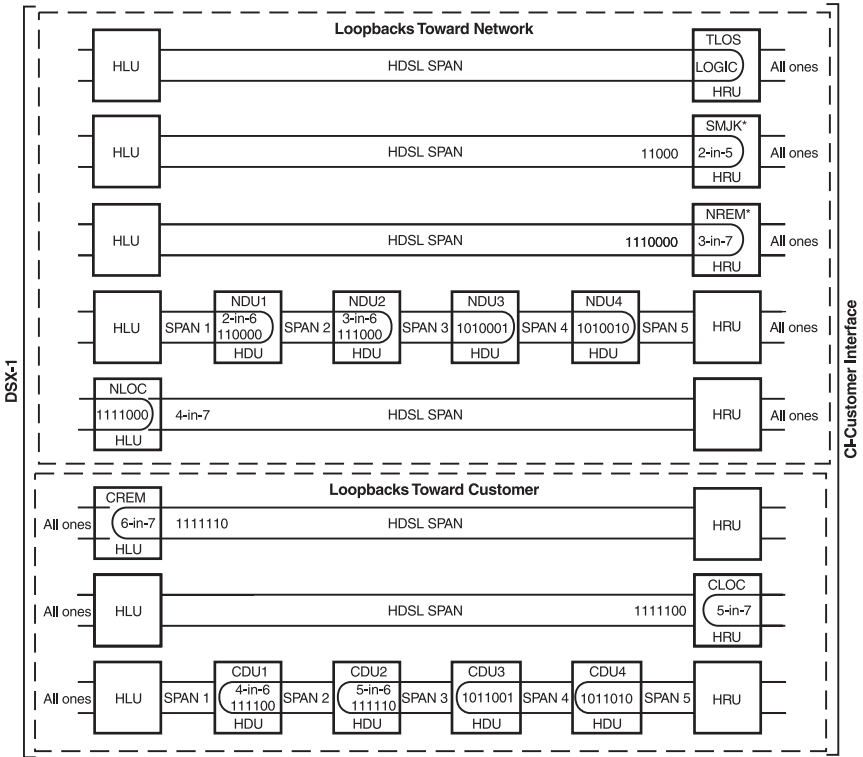 Loopbacks Toward Network
TLOS
HLU HDSL SPAN LOGIC All ones
HRU
SMJK*
HLU HDSL SPAN 11000 2-in-5 All ones
HRU
NREM*
HLU HDSL SPAN 1110000 3-in-7 All ones
HRU
NDU1 NDU2 NDU3 NDU4
2-in-6 3-in-6
HLU SPAN 1 110000 SPAN 2 111000 SPAN 3 1010001 SPAN 4 1010010 SPAN 5 HRU All ones
HDU HDU HDU HDU
NLOC
1111000 4-in-7 HDSL SPAN HRU All ones
HLU
DSX-1
CI-Customer Interface
Loopbacks Toward Customer
CREM
All ones 6-in-7 1111110 HDSL SPAN HRU
HLU
CLOC
All ones HLU HDSL SPAN 1111100 5-in-7
HRU
CDU1 CDU2 CDU3 CDU4
4-in-6 5-in-6
All ones HLU SPAN 1 111100 SPAN 2 111110 SPAN 3 1011001 SPAN 4 1011010 SPAN 5 HRU
HDU HDU HDU HDU